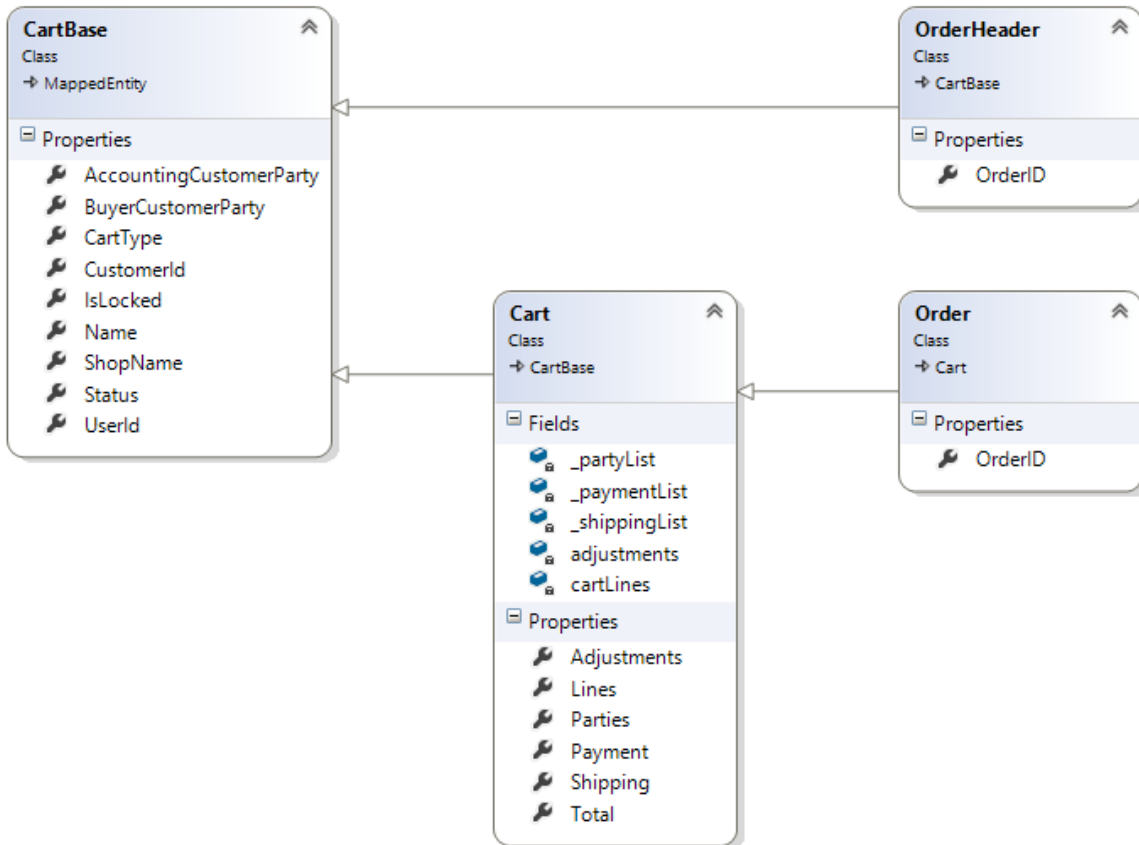 CartBase
Class
MappedEntity
Properties
AccountingCustomerParty
BuyerCustomerParty
CartType
CustomerId
IsLocked
Name
ShopName
Status
UserId
OrderHeader
Class
CartBase
Properties
OrderID
Cart
Class
CartBase
Fields
_partyList
_paymentList
_shippingList
adjustments
cartLines
Properties
Adjustments
Lines
Parties
Payment
Shipping
Total
Order
Class
Cart
Properties
OrderID